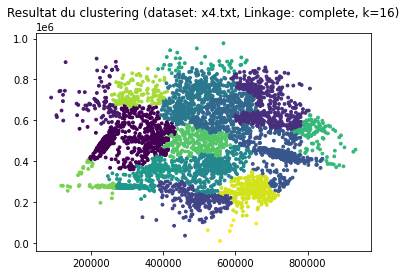 Resultat du clustering (dataset: x4.txt, Linkage: complete, k=16)
1e6
1.0
0.8
0.6
0.4
0.2
0.0
200000 400000 600000 800000